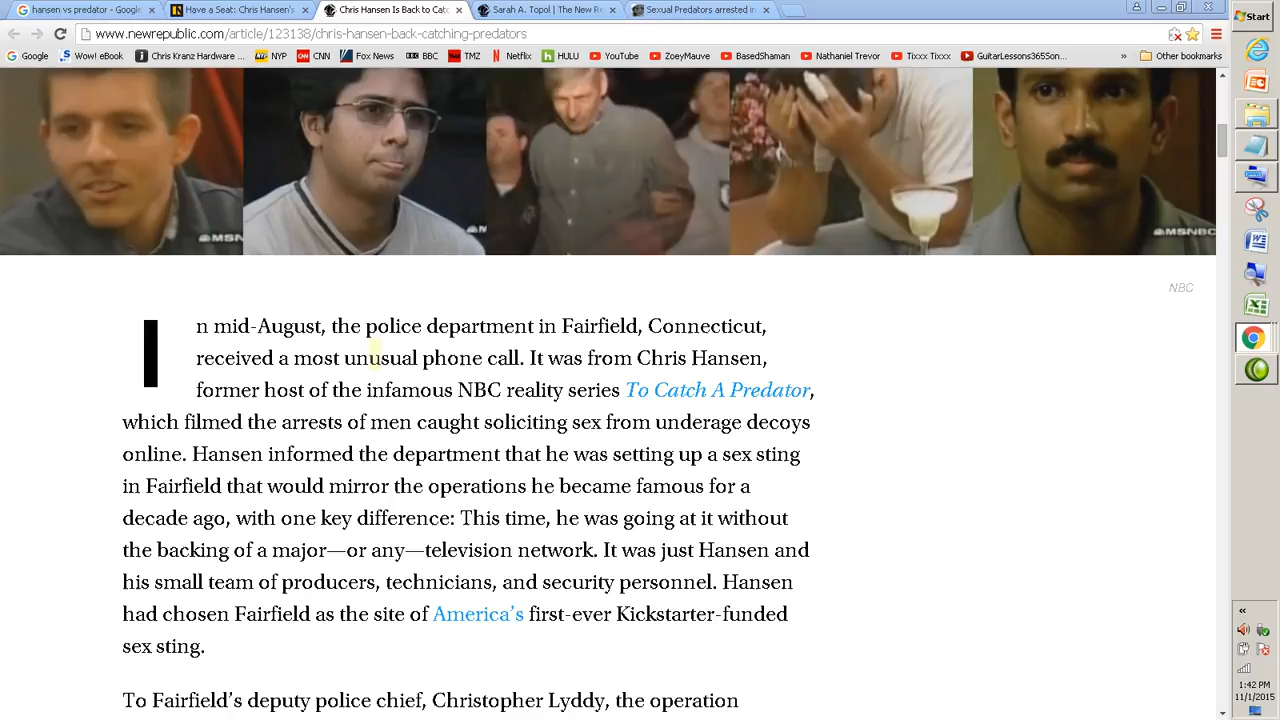 hansen vs predator - Google
Have a Seat: Chris Hansen's
Chris Hansen Is Back to Catc
Sarah A. Topol | The New Re
Sexual Predators arrested in
Start
www.newrepublic.com/article/123138/chris-hansen-back-catching-predators
Google
Wow! eBook
Chris Kranz Hardware ...
NYP
CNN
Fox News
BBC
TMZ
Netflix
HULU
YouTube
ZoeyMauve
BasedShaman
Nathaniel Trevor
Tixxx Tixxx
GuitarLessons365on...
»
Other bookmarks
MSN
MSNBC
NBC
In mid-August, the police department in Fairfield, Connecticut,
received a most unusual phone call. It was from Chris Hansen,
former host of the infamous NBC reality series To Catch A Predator,
which filmed the arrests of men caught soliciting sex from underage decoys
online. Hansen informed the department that he was setting up a sex sting
in Fairfield that would mirror the operations he became famous for a
decade ago, with one key difference: This time, he was going at it without
the backing of a major—or any—television network. It was just Hansen and
his small team of producers, technicians, and security personnel. Hansen
had chosen Fairfield as the site of America's first-ever Kickstarter-funded
sex sting.
To Fairfield's deputy police chief, Christopher Lyddy, the operation
«
1:42 PM
11/1/2015